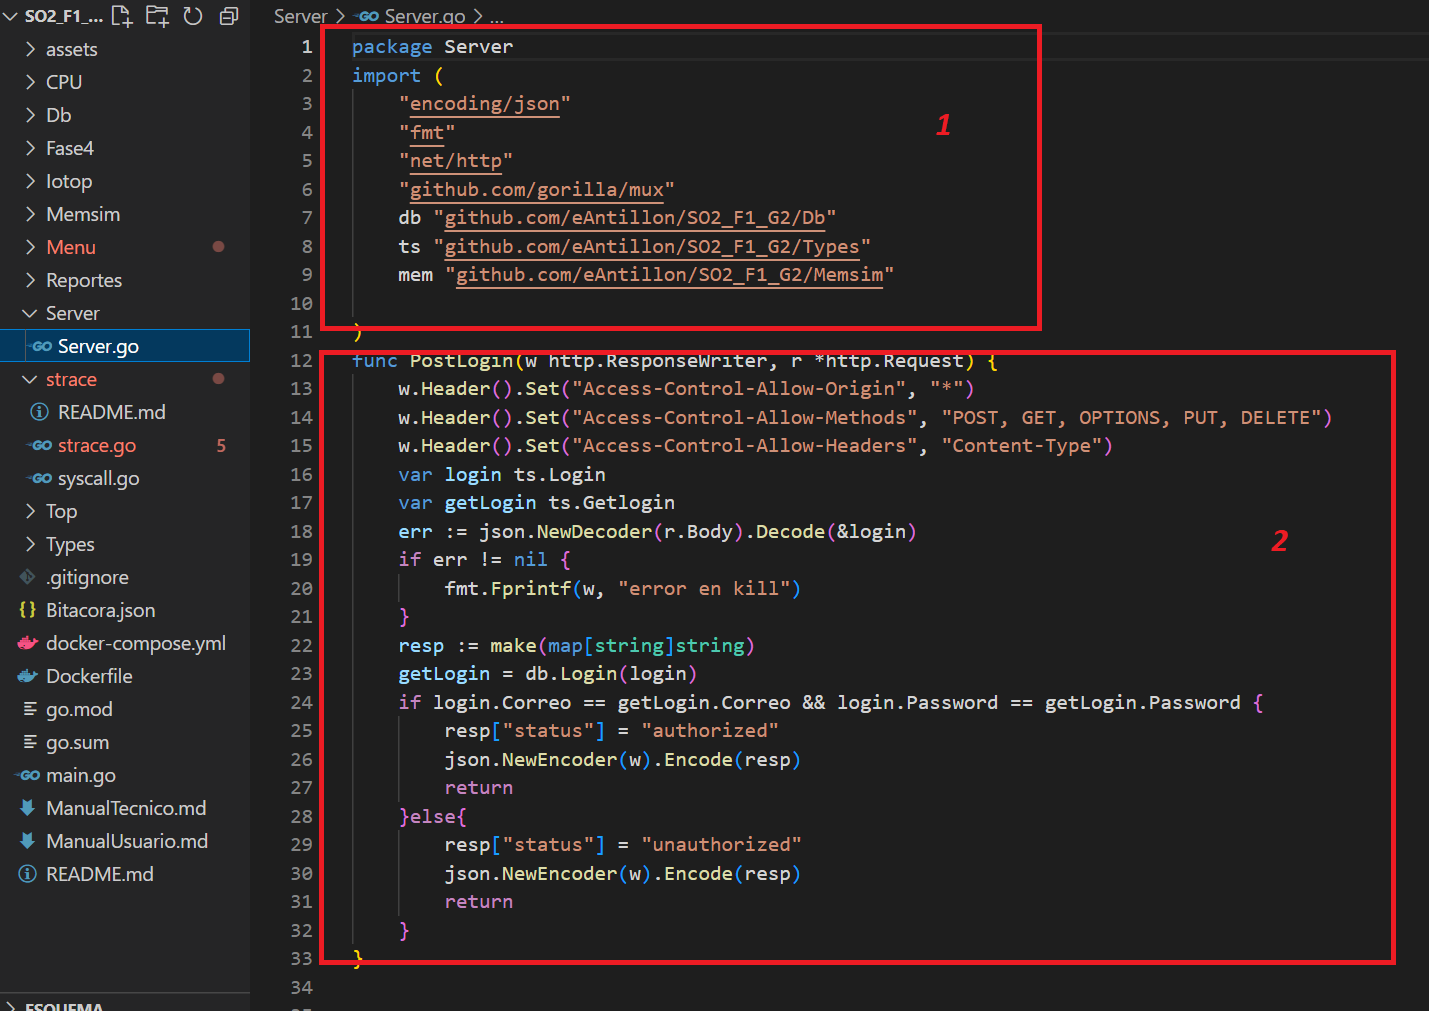 SO2_F1_...
assets
CPU
Db
Fase4
Iotop
Memsim
Menu
Reportes
Server
Server.go
strace
README.md
strace.go 5
syscall.go
Top
Types
.gitignore
Bitacora.json
docker-compose.yml
Dockerfile
go.mod
go.sum
main.go
ManualTecnico.md
ManualUsuario.md
README.md
ESQUEMA
Server > Server.go > ...
1 package Server
2 import (
3 "encoding/json"
4 "fmt"
5 "net/http"
6 "github.com/gorilla/mux"
7 db "github.com/eAntillon/SO2_F1_G2/Db"
8 ts "github.com/eAntillon/SO2_F1_G2/Types"
9 mem "github.com/eAntillon/SO2_F1_G2/Memsim"
10
11 )
1
12 func PostLogin(w http.ResponseWriter, r *http.Request) {
13 w.Header().Set("Access-Control-Allow-Origin", "*")
14 w.Header().Set("Access-Control-Allow-Methods", "POST, GET, OPTIONS, PUT, DELETE")
15 w.Header().Set("Access-Control-Allow-Headers", "Content-Type")
16 var login ts.Login
17 var getLogin ts.Getlogin
18 err := json.NewDecoder(r.Body).Decode(&login)
19 if err != nil {
20 fmt.Fprintf(w, "error en kill")
21 }
22 resp := make(map[string]string)
23 getLogin = db.Login(login)
24 if login.Correo == getLogin.Correo && login.Password == getLogin.Password {
25 resp["status"] = "authorized"
26 json.NewEncoder(w).Encode(resp)
27 return
28 }else{
29 resp["status"] = "unauthorized"
30 json.NewEncoder(w).Encode(resp)
31 return
32 }
33 }
34
2